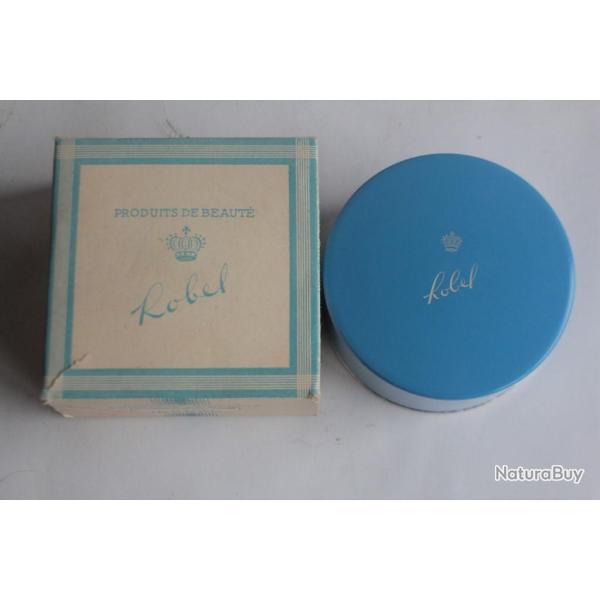 PRODUITS DE BEAUTÉ
Robel
Robel
NaturaBuy